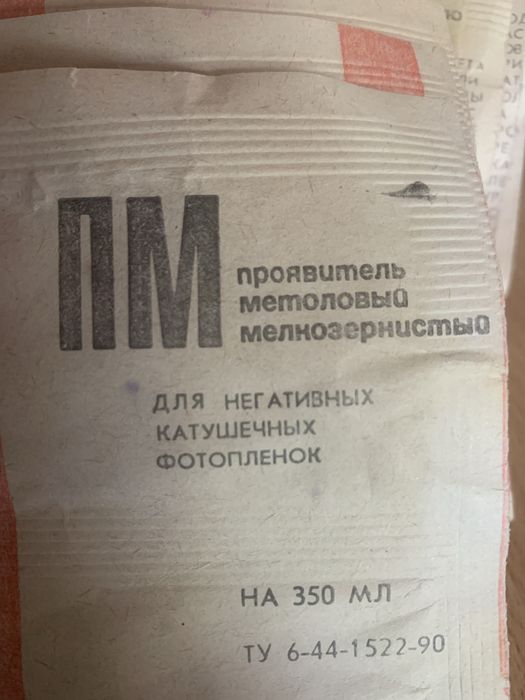 ПМ
проявитель
метоловый
мелкозернистый
ДЛЯ НЕГАТИВНЫХ
КАТУШЕЧНЫХ
ФОТОПЛЕНОК
НА 350 МЛ
ТУ 6-44-1522-90